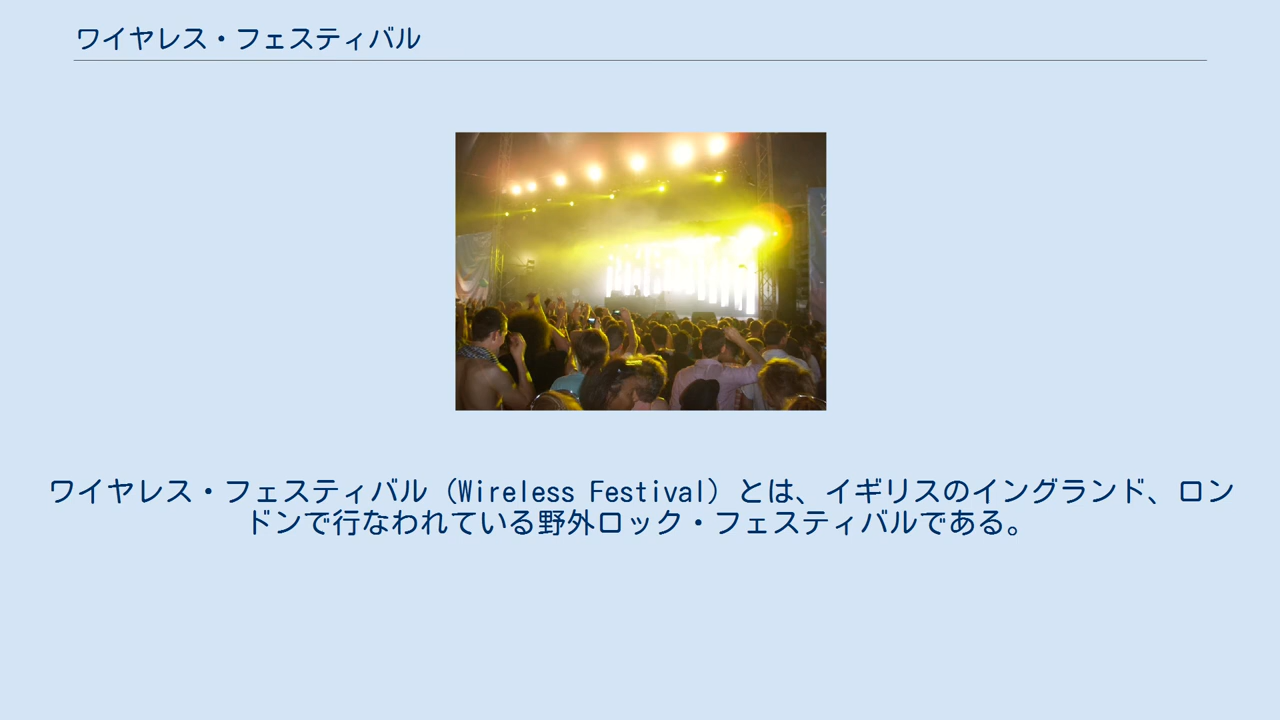 ワイヤレス・フェスティバル
ワイヤレス・フェスティバル（Wireless Festival）とは、イギリスのイングランド、ロン
ドンで行なわれている野外ロック・フェスティバルである。